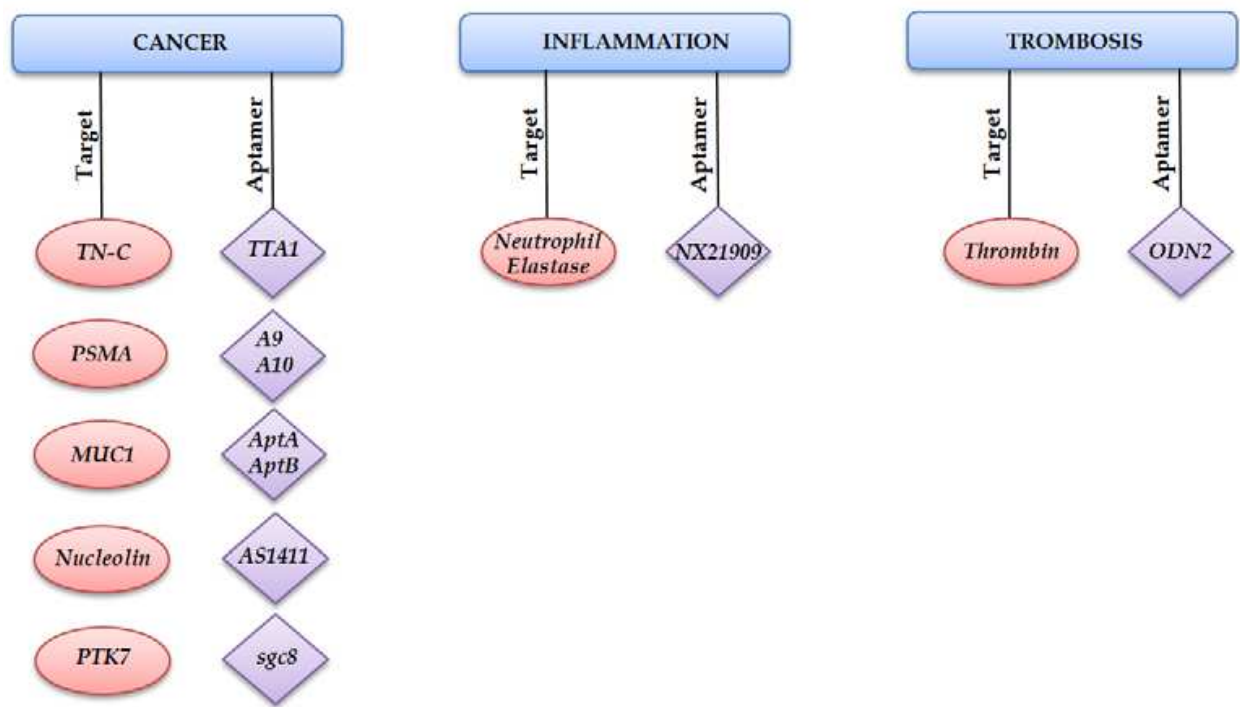 CANCER
Target
Aptamer
TN-C
TTA1
PSMA
A9
A10
MUC1
AptA
AptB
Nucleolin
AS1411
PTK7
sgc8
INFLAMMATION
Target
Aptamer
Neutrophil
Elastase
NX21909
TROMBOSIS
Target
Aptamer
Thrombin
ODN2